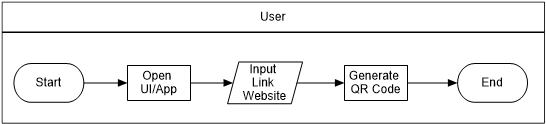 User
Start
Open
UI/App
Input
Link
Website
Generate
QR Code
End